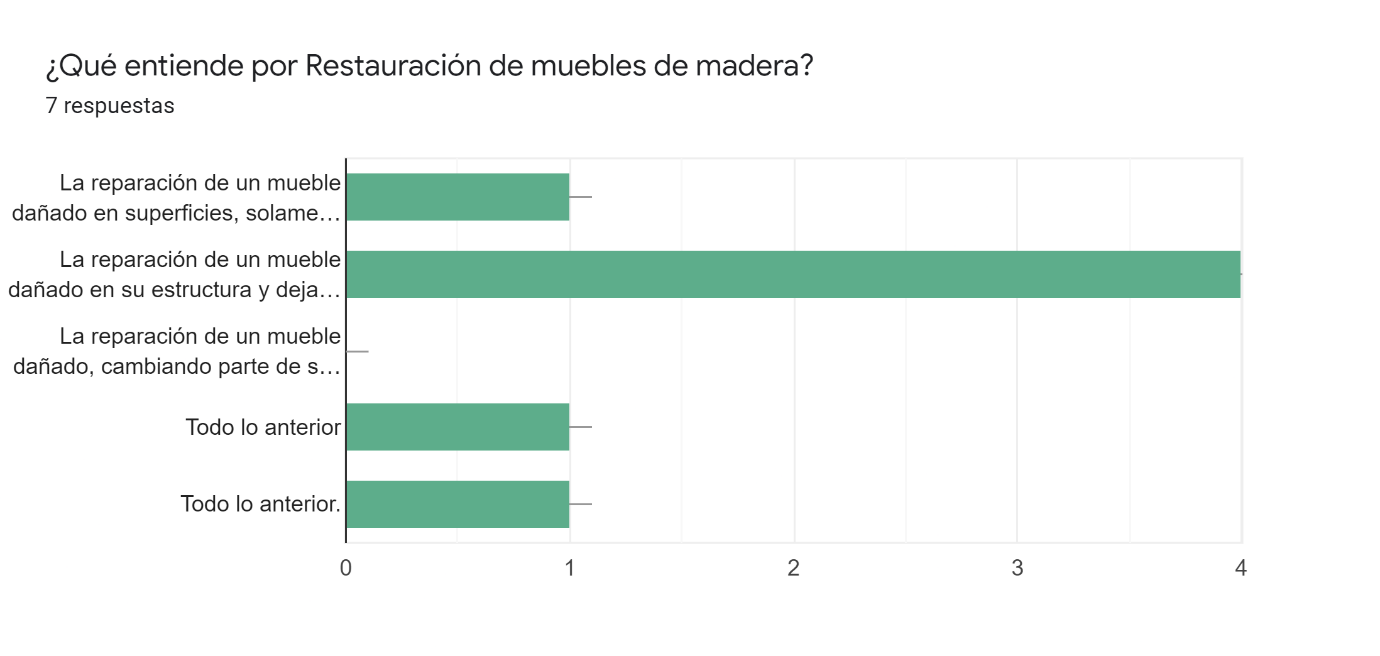 ¿Qué entiende por Restauración de muebles de madera?
7 respuestas
La reparación de un mueble
dañado en superficies, solame…
La reparación de un mueble
dañado en su estructura y deja…
La reparación de un mueble
dañado, cambiando parte de s…
Todo lo anterior
Todo lo anterior.
0 1 2 3 4